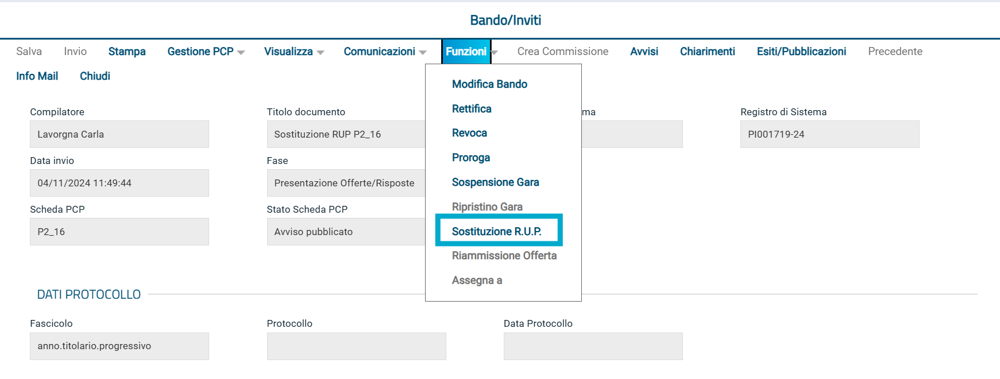 Bando/Inviti
Salva Invio Stampa Gestione PCP Visualizza Comunicazioni Funzioni Crea Commissione Avvisi Chiarimenti Esiti/Pubblicazioni Precedente
Info Mail Chiudi
Modifica Bando
Rettifica
Revoca
Proroga
Sospensione Gara
Ripristino Gara
Sostituzione R.U.P.
Riammissione Offerta
Assegna a
Compilatore Titolo documento ma Registro di Sistema
Lavorgna Carla Sostituzione RUP P2_16 PI001719-24
Data invio Fase
04/11/2024 11:49:44 Presentazione Offerte/Risposte
Scheda PCP Stato Scheda PCP
P2_16 Avviso pubblicato
DATI PROTOCOLLO
Fascicolo Protocollo Data Protocollo
anno.titolario.progressivo